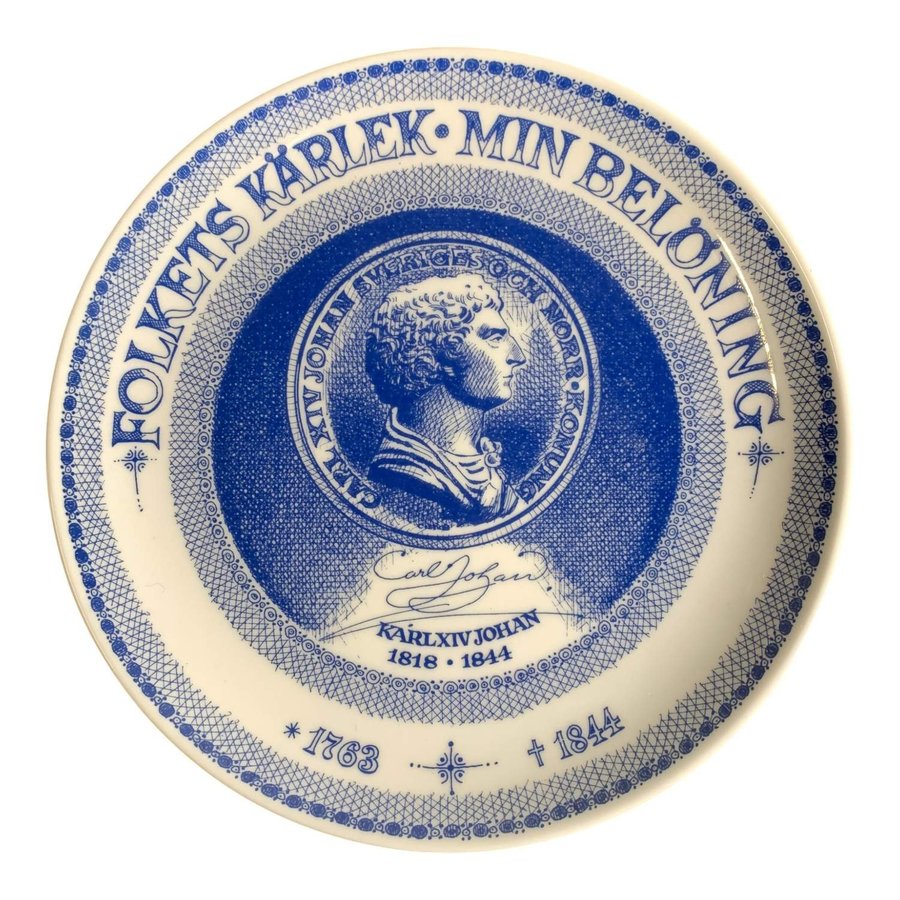 FOLKETS KÄRLEK · MIN BELÖNING
CARL XIV JOHAN SVERIGES OCH NORR · KONUNG
Carl Johan
KARL XIV JOHAN
1818 · 1844
* 1763 † 1844